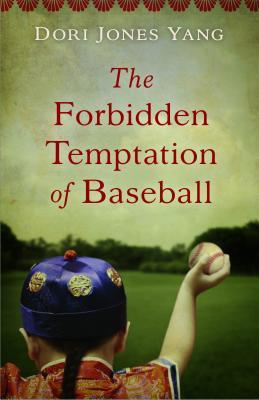 DORI JONES YANG
The
Forbidden
Temptation
of Baseball